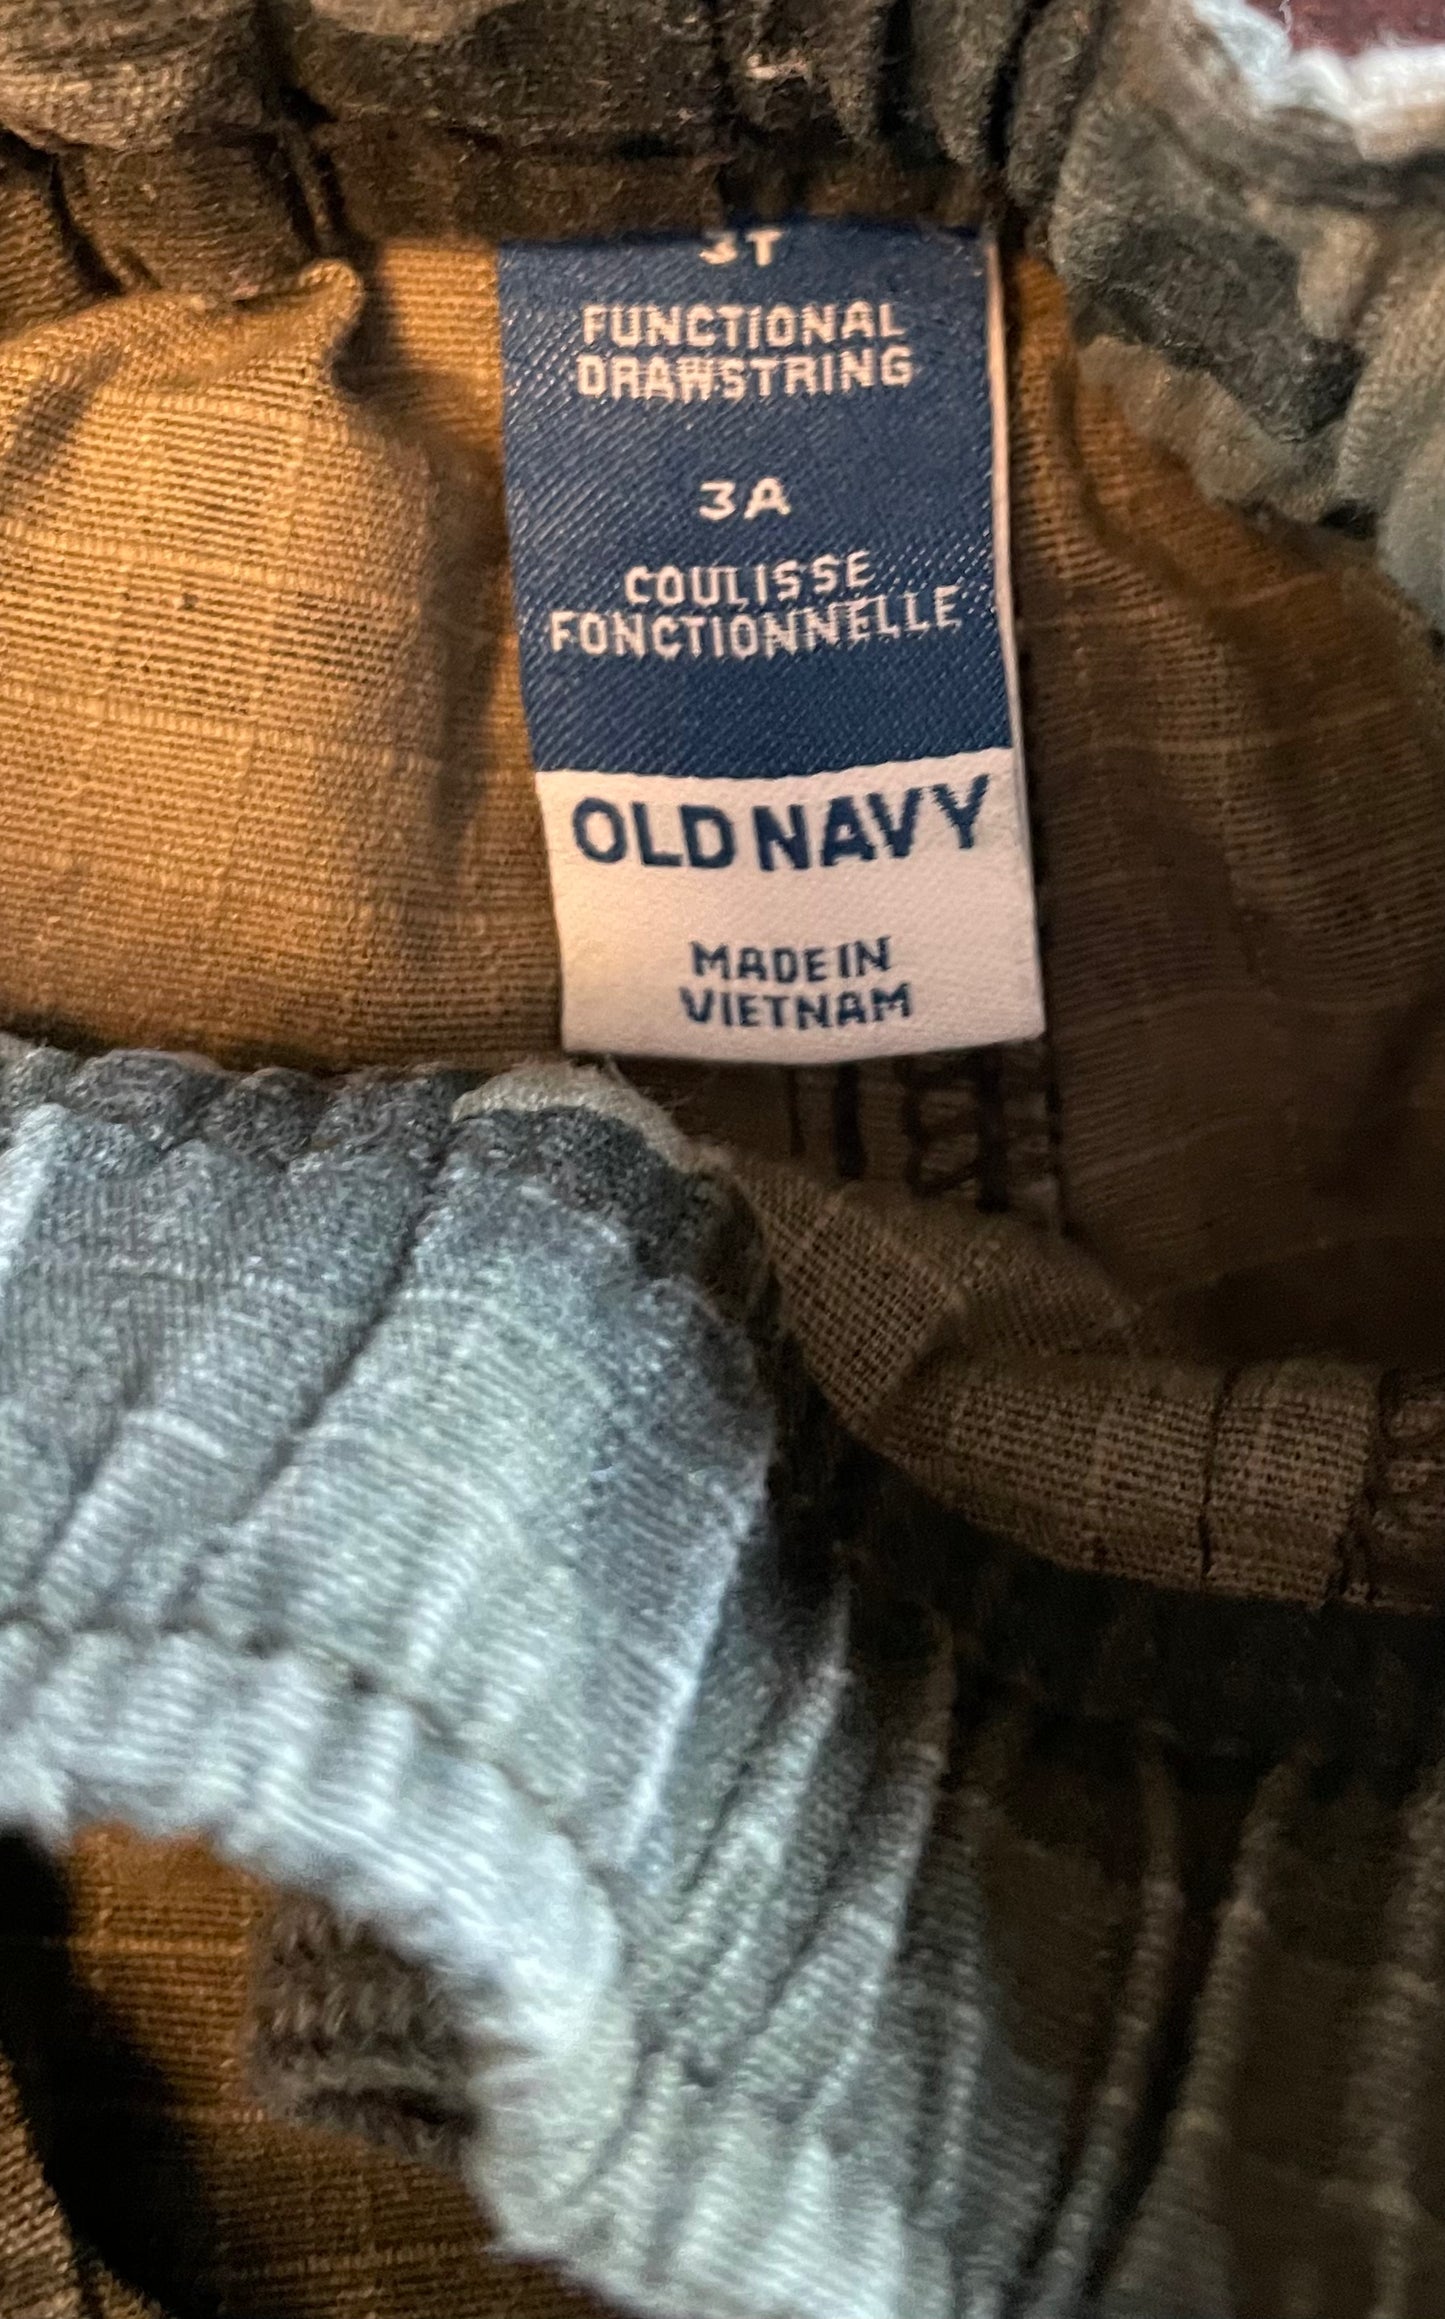 3T
FUNCTIONAL
DRAWSTRING
3A
COULISSE
FONCTIONNELLE
OLD NAVY
MADE IN
VIETNAM